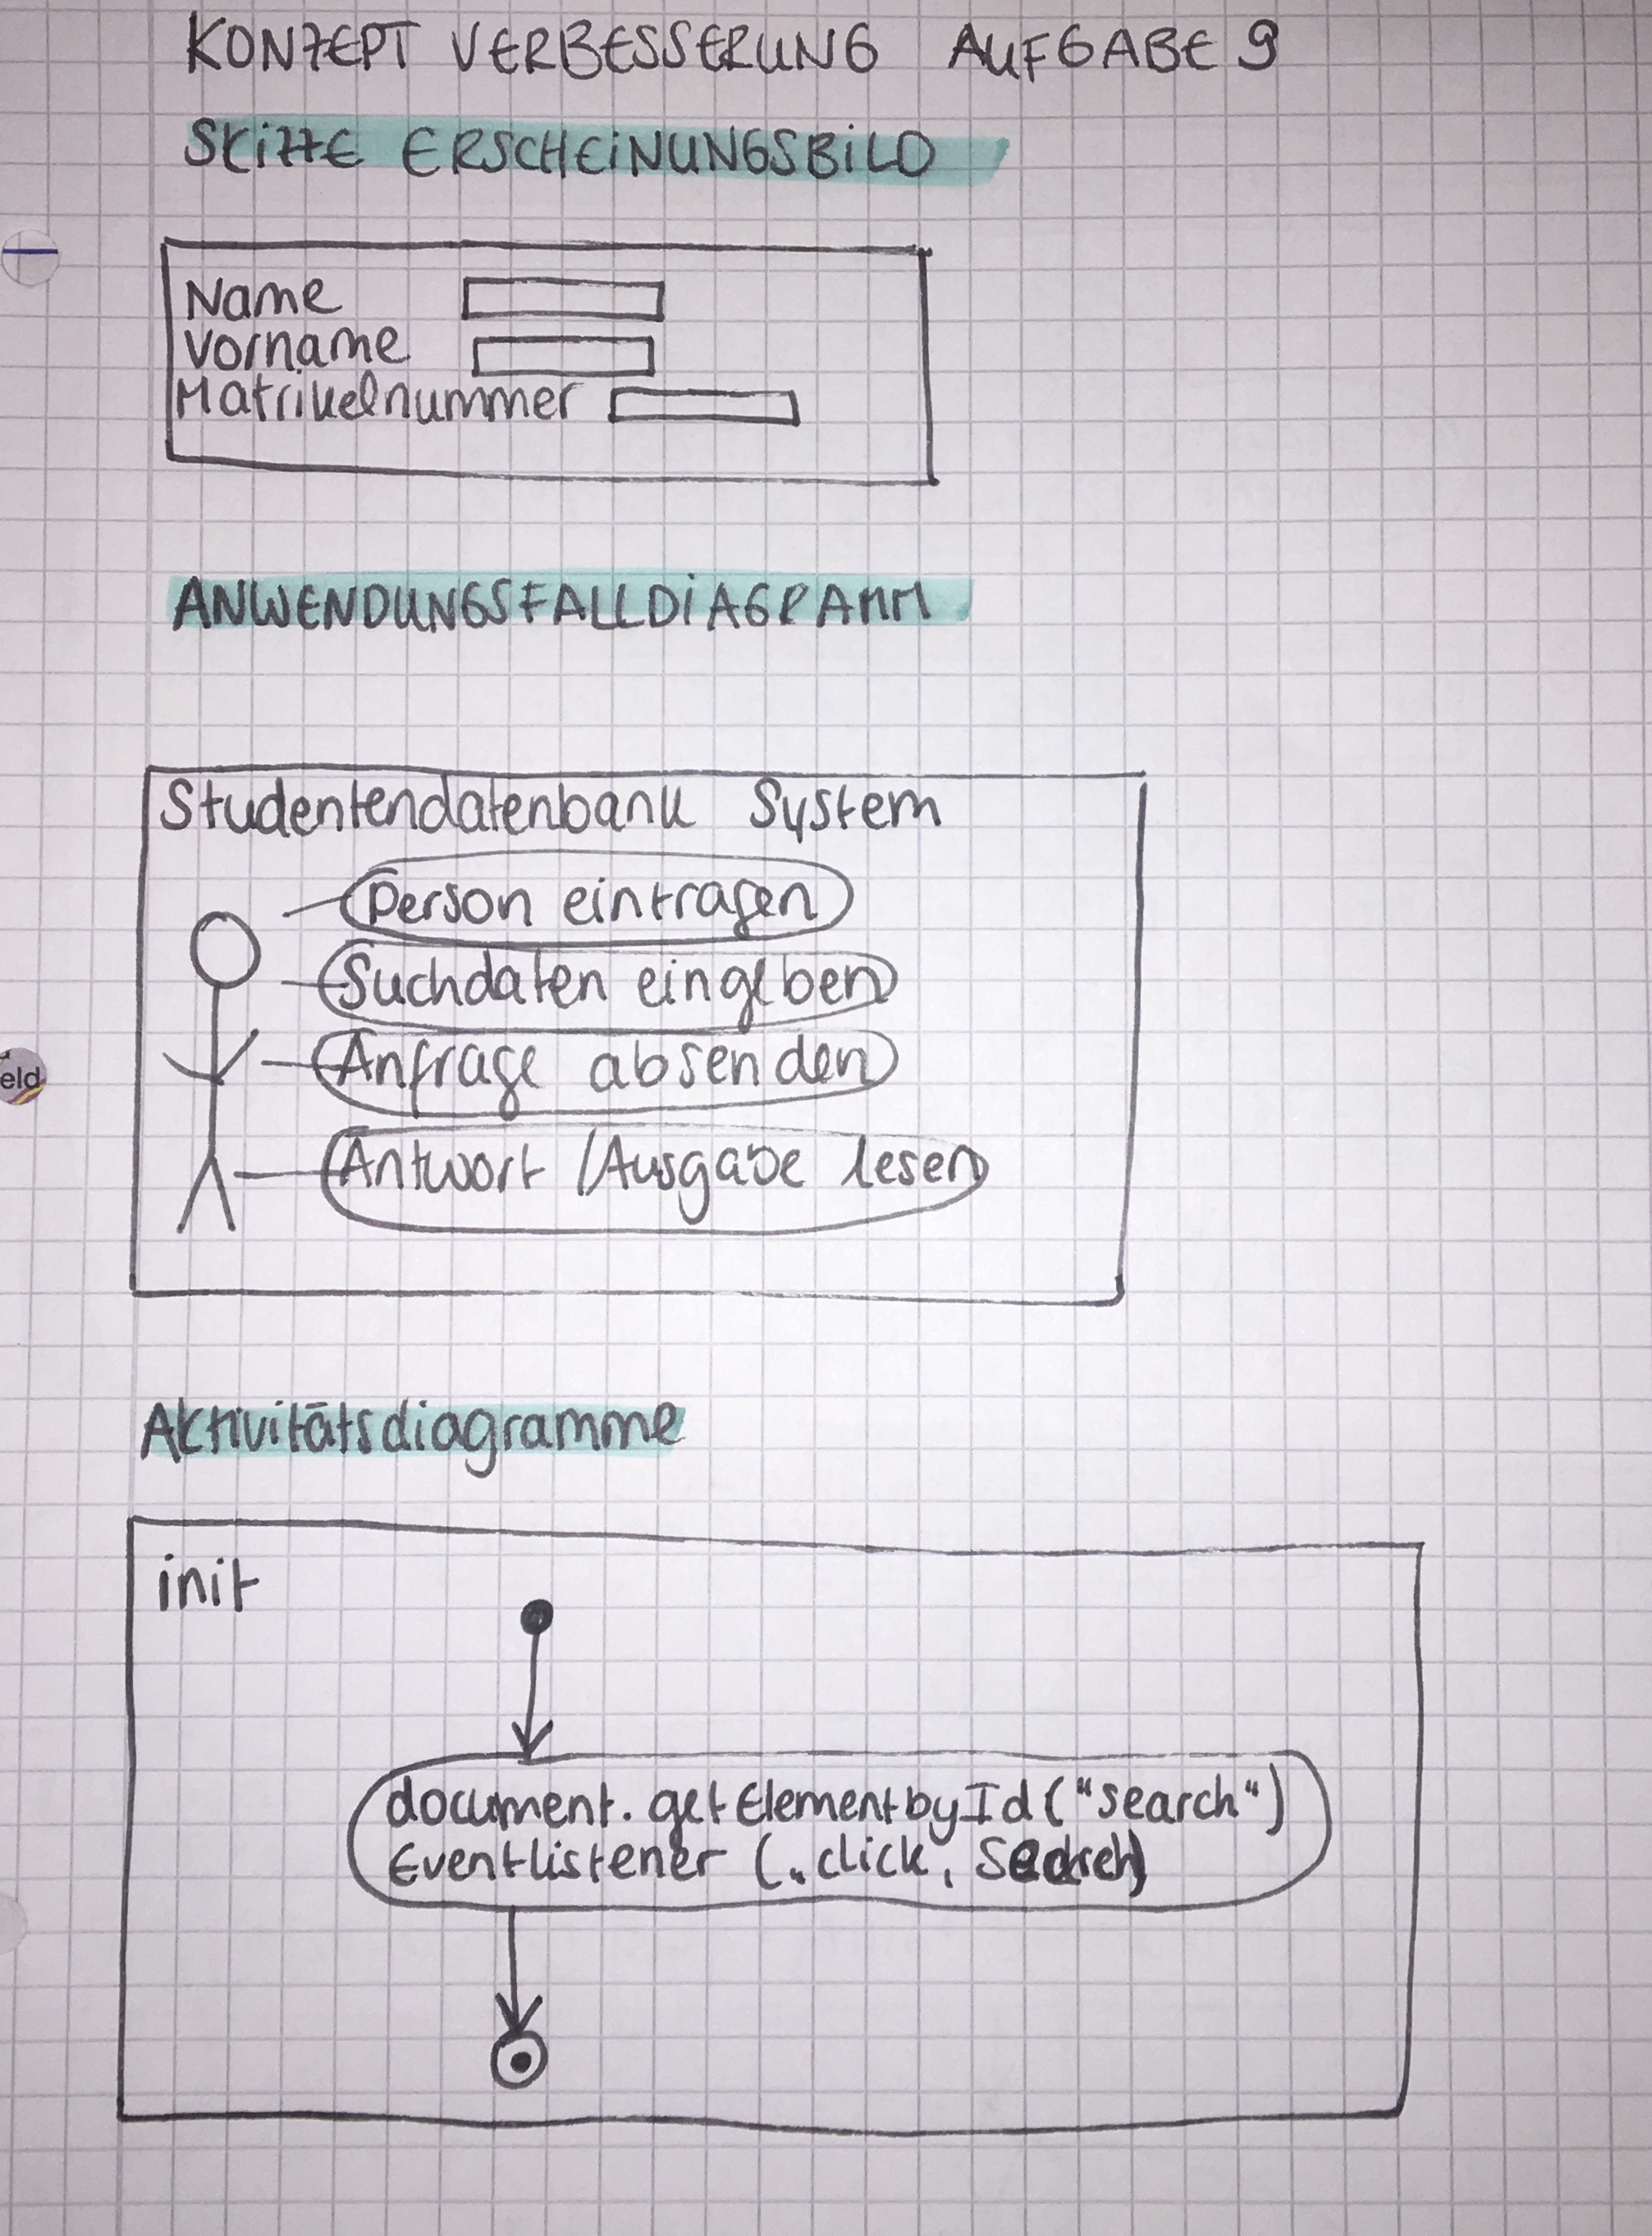 KONZEPT VERBESSERUNG AUFGABE 9
SKIZZE ERSCHEINUNGSBILD
Name
Vorname
Matrikelnummer
ANWENDUNGSFALLDIAGRAMM
Studentendatenbank System
Person eintragen
Suchdaten eingeben
Anfrage absenden
eld
Antwort /Ausgabe lesen
Aktivitätsdiagramme
init
document.getElementbyId("search")
Eventlistener (.click, Search)